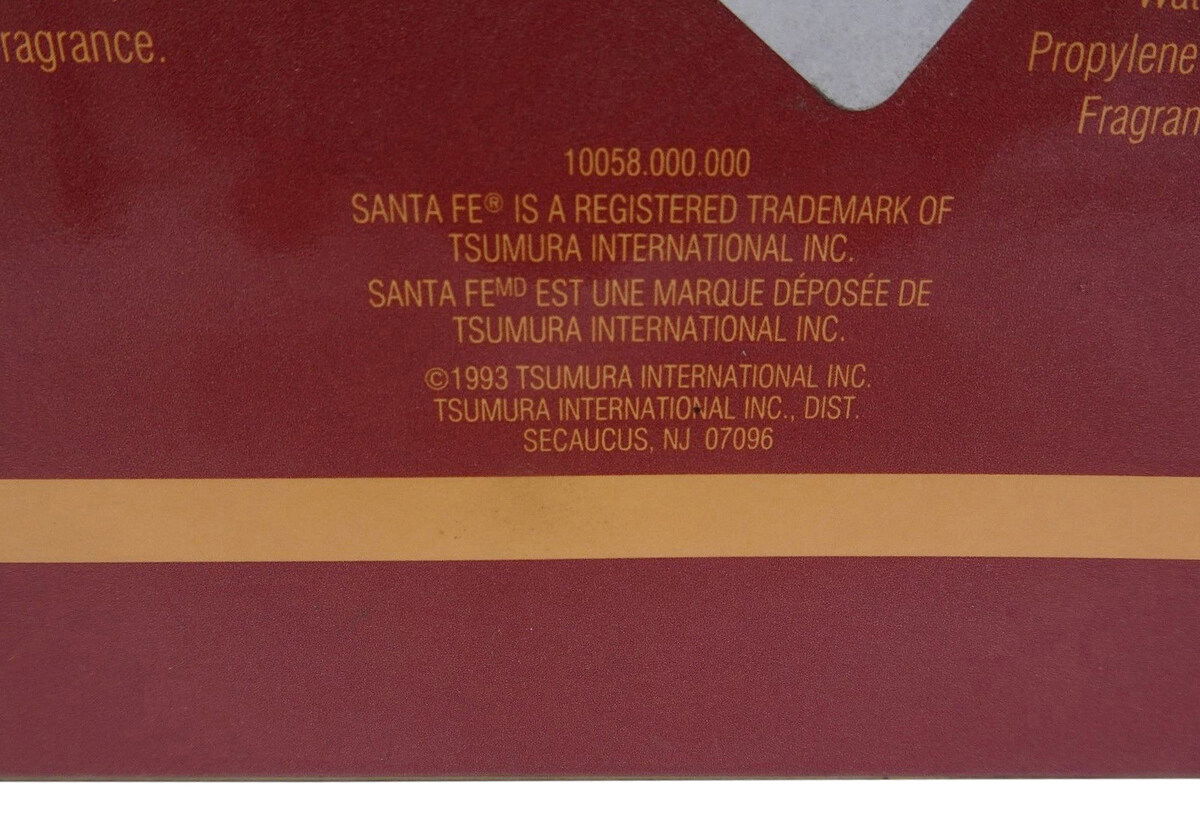 ragrance.
Propylene
Fragran
10058.000.000
SANTA FE® IS A REGISTERED TRADEMARK OF
TSUMURA INTERNATIONAL INC.
SANTA FEMD EST UNE MARQUE DÉPOSÉE DE
TSUMURA INTERNATIONAL INC.
©1993 TSUMURA INTERNATIONAL INC.
TSUMURA INTERNATIONAL INC., DIST.
SECAUCUS, NJ 07096